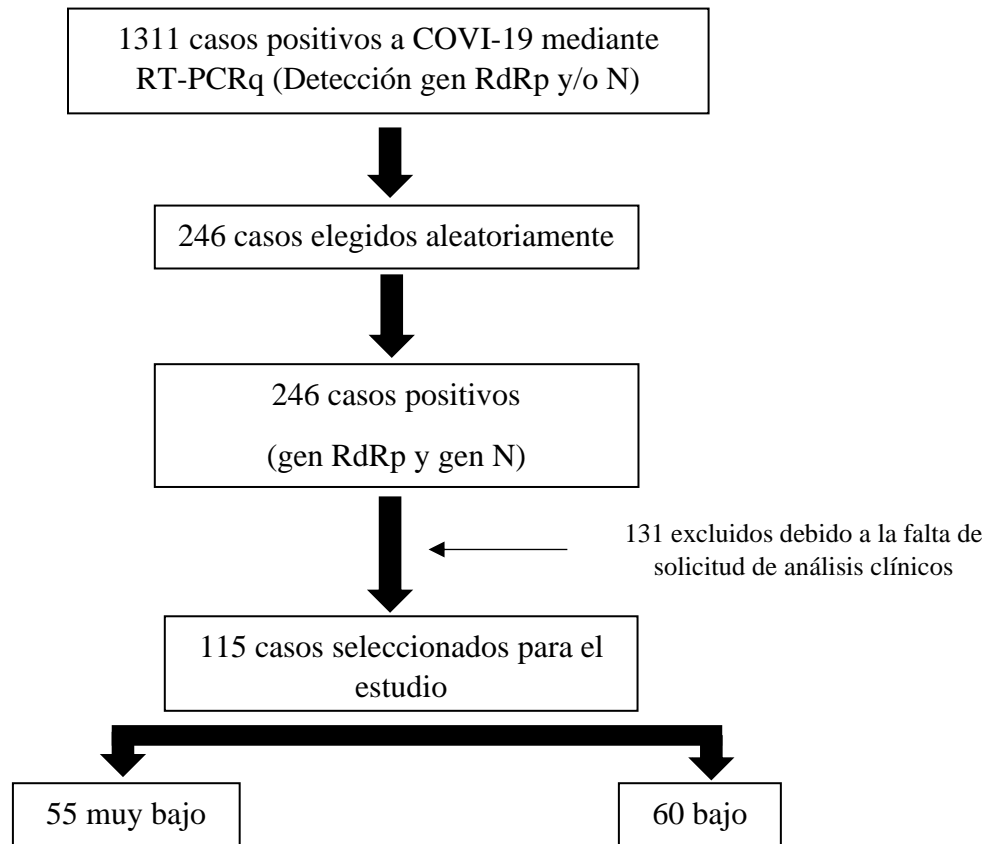 1311 casos positivos a COVI-19 mediante
RT-PCRq (Detección gen RdRp y/o N)
246 casos elegidos aleatoriamente
246 casos positivos
(gen RdRp y gen N)
131 excluidos debido a la falta de
solicitud de análisis clínicos
115 casos seleccionados para el
estudio
55 muy bajo
60 bajo